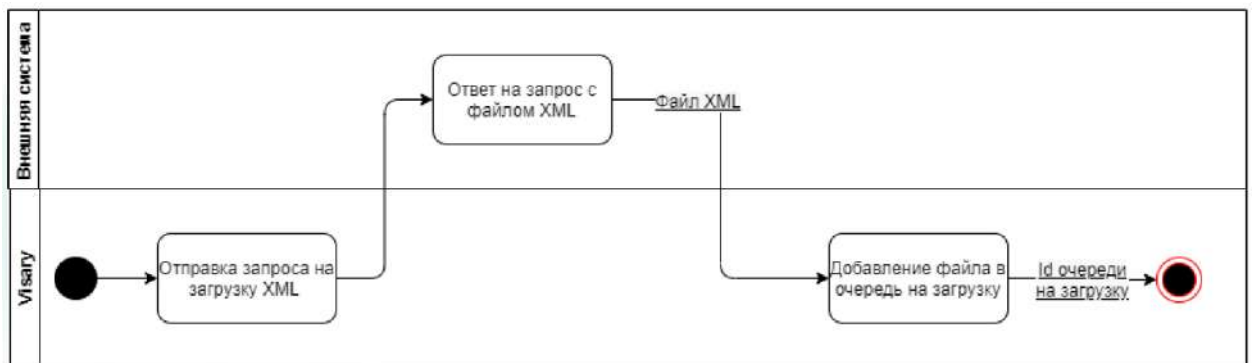 Внешняя система
Ответ на запрос с
файлом XML
Файл XML
Visary
Отправка запроса на
загрузку XML
Добавление файла в
очередь на загрузку
Id очереди
на загрузку